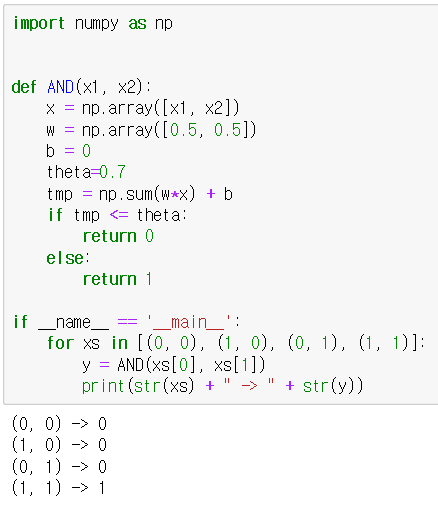 import numpy as np
def AND(x1, x2):
    x = np.array([x1, x2])
    w = np.array([0.5, 0.5])
    b = 0
    theta=0.7
    tmp = np.sum(w*x) + b
    if tmp <= theta:
        return 0
    else:
        return 1
if __name__ == '__main__':
    for xs in [(0, 0), (1, 0), (0, 1), (1, 1)]:
        y = AND(xs[0], xs[1])
        print(str(xs) + " -> " + str(y))
(0, 0) -> 0
(1, 0) -> 0
(0, 1) -> 0
(1, 1) -> 1